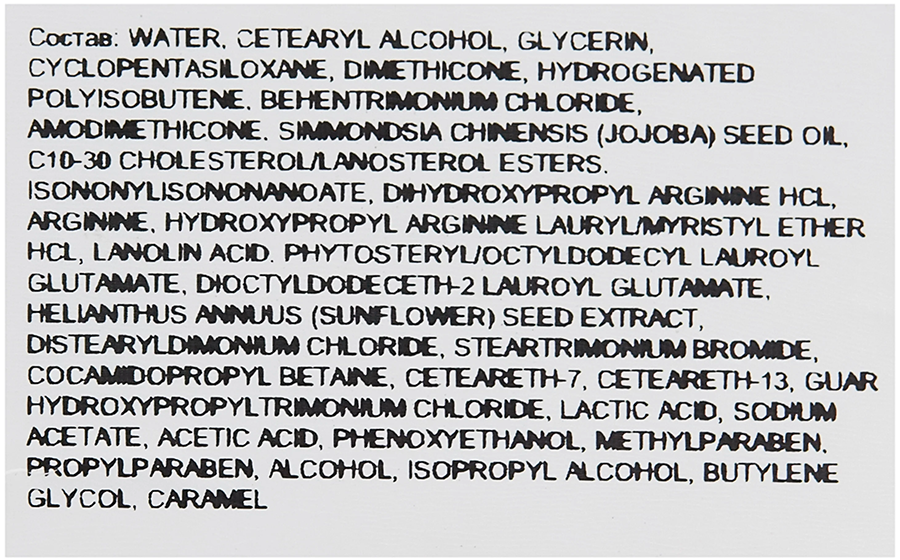 Состав: WATER, CETEARYL ALCOHOL, GLYCERIN,
CYCLOPENTASILOXANE, DIMETHICONE, HYDROGENATED
POLYISOBUTENE, BEHENTRIMONIUM CHLORIDE,
AMODIMETHICONE. SIMMONDSIA CHINENSIS (JOJOBA) SEED OIL,
C10-30 CHOLESTEROL/LANOSTEROL ESTERS.
ISONONYLISONONANOATE, DIHYDROXYPROPYL ARGININE HCL,
ARGININE, HYDROXYPROPYL ARGININE LAURYL/MYRISTYL ETHER
HCL, LANOLIN ACID. PHYTOSTERYL/OCTYLDODECYL LAUROYL
GLUTAMATE, DIOCTYLDODECETH-2 LAUROYL GLUTAMATE,
HELIANTHUS ANNUUS (SUNFLOWER) SEED EXTRACT,
DISTEARYLDIMONIUM CHLORIDE, STEARTRIMONIUM BROMIDE,
COCAMIDOPROPYL BETAINE, CETEARETH-7, CETEARETH-13, GUAR
HYDROXYPROPYLTRIMONIUM CHLORIDE, LACTIC ACID, SODIUM
ACETATE, ACETIC ACID, PHENOXYETHANOL, METHYLPARABEN,
PROPYLPARABEN, ALCOHOL, ISOPROPYL ALCOHOL, BUTYLENE
GLYCOL, CARAMEL